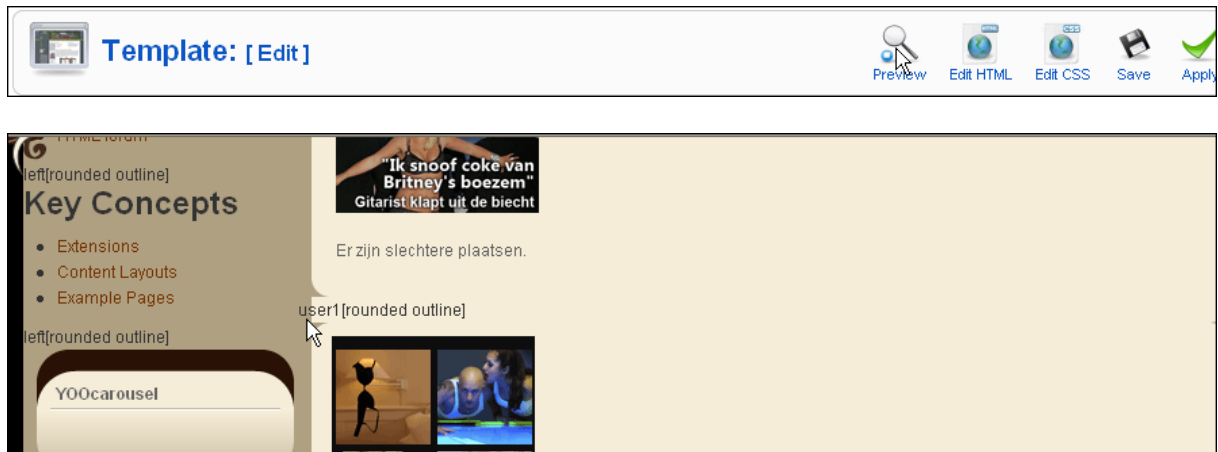 Template: [ Edit ]
Preview
Edit HTML
Edit CSS
Save
Apply
HTML forum
left[rounded outline]
Key Concepts
Extensions
Content Layouts
Example Pages
left[rounded outline]
YOOcarousel
"Ik snoof coke van
Britney's boezem"
Gitarist klapt uit de biecht
Er zijn slechtere plaatsen.
user1[rounded outline]